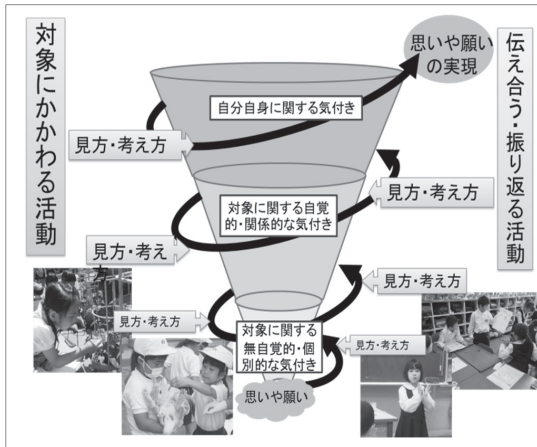 対象にかかわる活動
伝え合う・振り返る活動
思いや願い
の実現
自分自身に関する気付き
見方・考え方
見方・考え方
対象に関する自覚
的・関係的な気付き
見方・考え
方
見方・考え方
見方・考え方
見方・考え方
対象に関する
無自覚的・個
別的な気付き
思いや願い